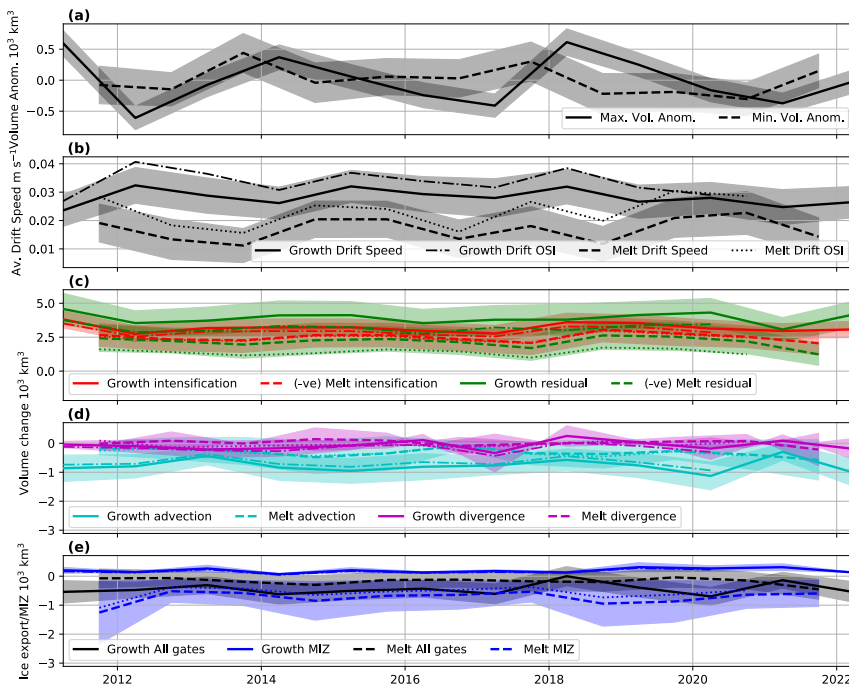 (a)
Volume Anom. 10³ km³
0.5
0.0
−0.5
Max. Vol. Anom. Min. Vol. Anom.
(b)
Av. Drift Speed m s⁻¹
0.04
0.03
0.02
0.01
Growth Drift Speed Growth Drift OSI Melt Drift Speed Melt Drift OSI
(c)
Volume change 10³ km³
5.0
2.5
0.0
Growth intensification (-ve) Melt intensification Growth residual (-ve) Melt residual
(d)
0
−1
−2
−3
Growth advection Melt advection Growth divergence Melt divergence
(e)
Ice export/MIZ 10³ km³
0
−1
−2
−3
Growth All gates Growth MIZ Melt All gates Melt MIZ
2012 2014 2016 2018 2020 2022